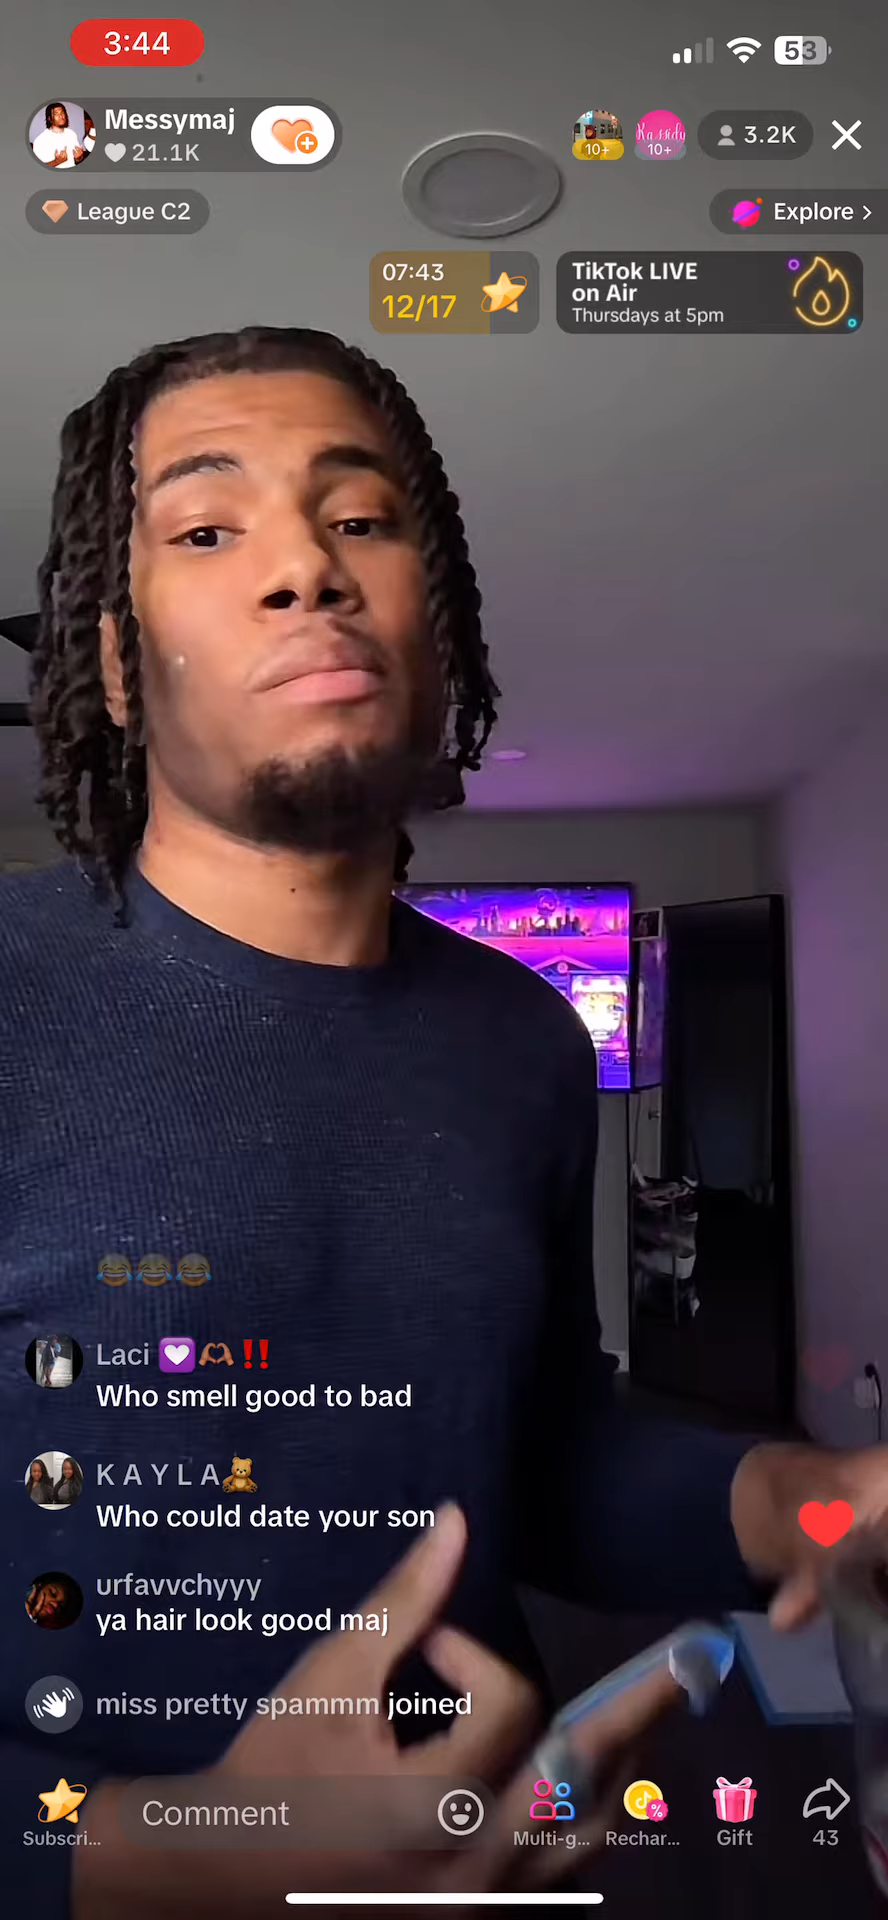 3:44
53
Messymaj
21.1K
10+
Kassidy
10+
3.2K
League C2
Explore
07:43
12/17
TikTok LIVE
on Air
Thursdays at 5pm
Laci
Who smell good to bad
K A Y L A
Who could date your son
urfavvchyyy
ya hair look good maj
miss pretty spammm joined
Subscri...
Comment
Multi-g...
Rechar...
Gift
43